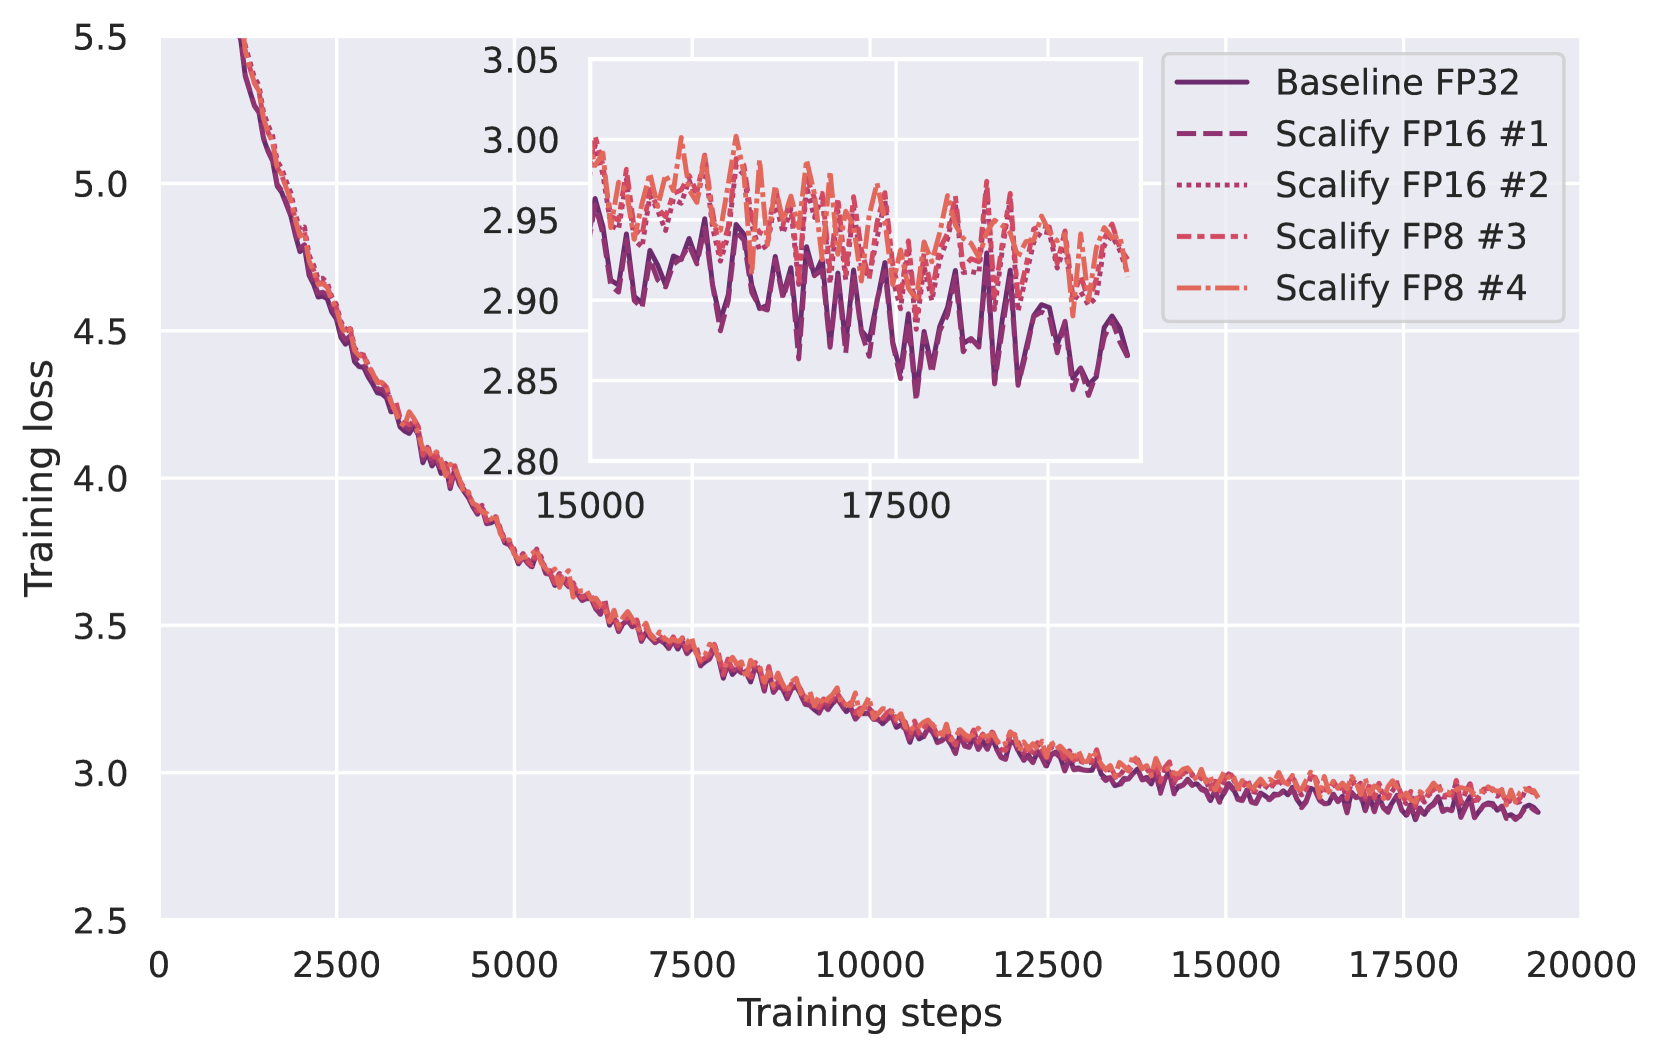 5.5
5.0
4.5
4.0
3.5
3.0
2.5
Training loss
0 2500 5000 7500 10000 12500 15000 17500 20000
Training steps
3.05
3.00
2.95
2.90
2.85
2.80
15000 17500
Baseline FP32
Scalify FP16 #1
Scalify FP16 #2
Scalify FP8 #3
Scalify FP8 #4